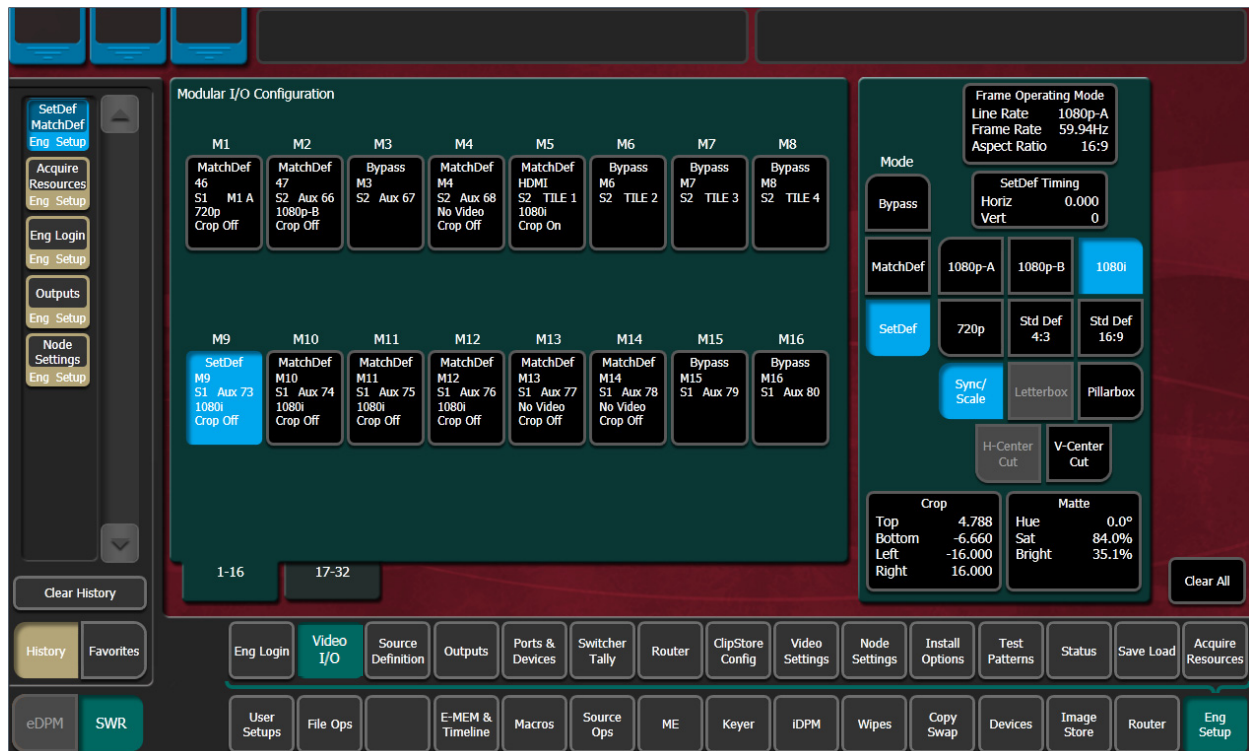 SetDef
MatchDef
Eng Setup
Acquire
Resources
Eng Setup
Eng Login
Eng Setup
Outputs
Eng Setup
Node
Settings
Eng Setup
Clear History
History
Favorites
eDPM
SWR
Modular I/O Configuration
M1 M2 M3 M4 M5 M6 M7 M8
MatchDef
46
S1 M1 A
720p
Crop Off
MatchDef
47
S2 Aux 66
1080p-B
Crop Off
Bypass
M3
S2 Aux 67
MatchDef
M4
S2 Aux 68
No Video
Crop Off
MatchDef
HDMI
S2 TILE 1
1080i
Crop On
Bypass
M6
S2 TILE 2
Bypass
M7
S2 TILE 3
Bypass
M8
S2 TILE 4
M9 M10 M11 M12 M13 M14 M15 M16
SetDef
M9
S1 Aux 73
1080i
Crop Off
MatchDef
M10
S1 Aux 74
1080i
Crop Off
MatchDef
M11
S1 Aux 75
1080i
Crop Off
MatchDef
M12
S1 Aux 76
1080i
Crop Off
MatchDef
M13
S1 Aux 77
No Video
Crop Off
MatchDef
M14
S1 Aux 78
No Video
Crop Off
Bypass
M15
S1 Aux 79
Bypass
M16
S1 Aux 80
1-16
17-32
Frame Operating Mode
Line Rate 1080p-A
Frame Rate 59.94Hz
Aspect Ratio 16:9
Mode
Bypass
SetDef Timing
Horiz 0.000
Vert 0
MatchDef
1080p-A
1080p-B
1080i
SetDef
720p
Std Def
4:3
Std Def
16:9
Sync/
Scale
Letterbox
Pillarbox
H-Center
Cut
V-Center
Cut
Crop
Top 4.788
Bottom -6.660
Left -16.000
Right 16.000
Matte
Hue 0.0°
Sat 84.0%
Bright 35.1%
Clear All
Eng Login
Video
I/O
Source
Definition
Outputs
Ports &
Devices
Switcher
Tally
Router
ClipStore
Config
Video
Settings
Node
Settings
Install
Options
Test
Patterns
Status
Save Load
Acquire
Resources
User
Setups
File Ops
E-MEM &
Timeline
Macros
Source
Ops
ME
Keyer
iDPM
Wipes
Copy
Swap
Devices
Image
Store
Router
Eng
Setup